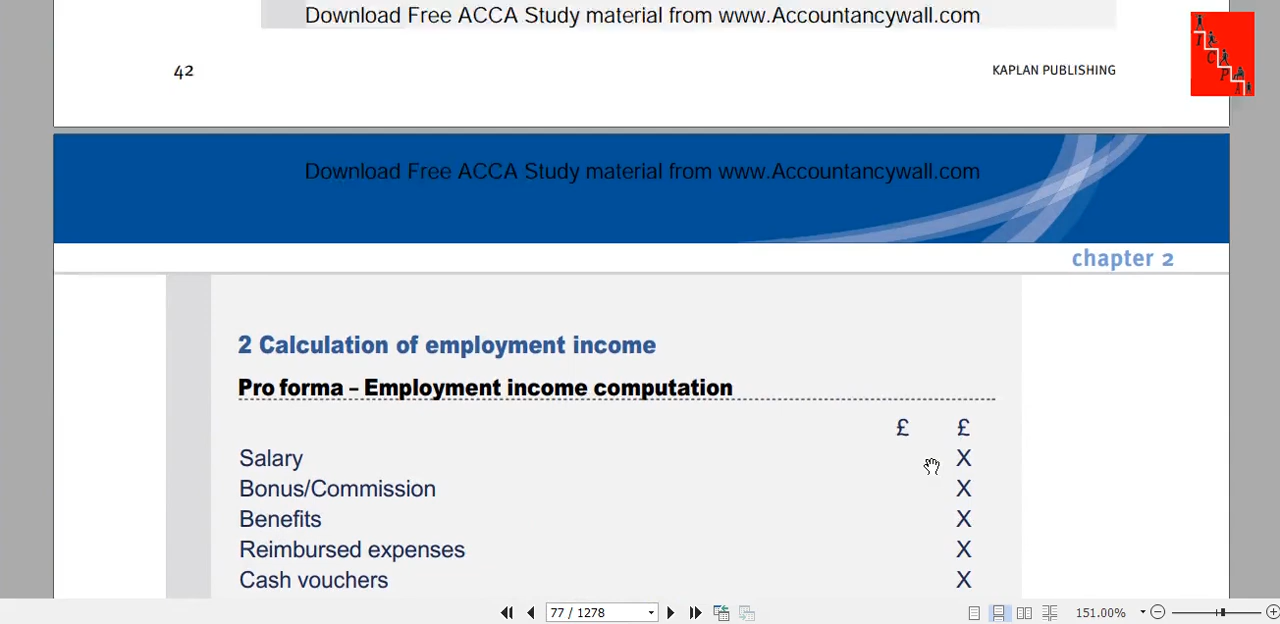 Download Free ACCA Study material from www.Accountancywall.com
42
KAPLAN PUBLISHING
I
C
P
A
Download Free ACCA Study material from www.Accountancywall.com
chapter 2
2 Calculation of employment income
Pro forma – Employment income computation
£ £
Salary X
Bonus/Commission X
Benefits X
Reimbursed expenses X
Cash vouchers X
77 / 1278
151.00%